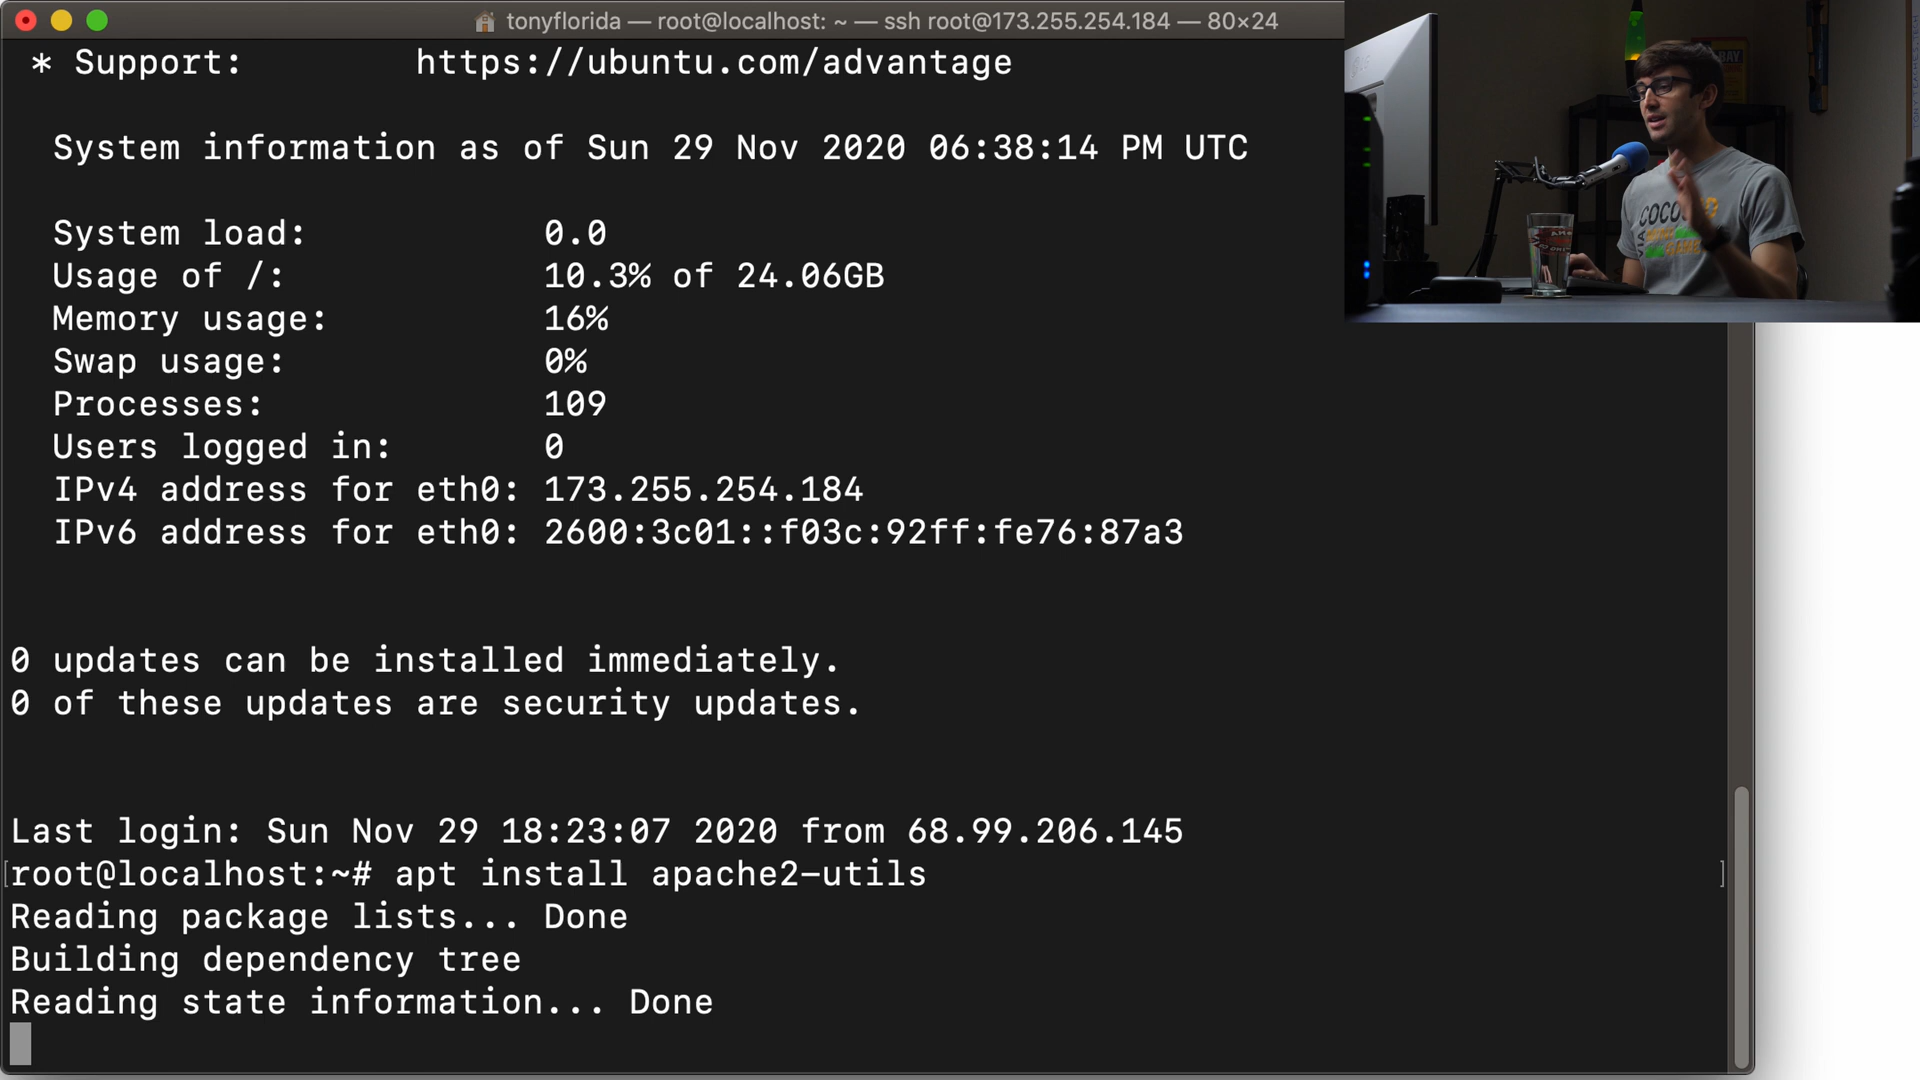 tonyflorida — root@localhost: ~ — ssh root@173.255.254.184 — 80×24
* Support:        https://ubuntu.com/advantage
System information as of Sun 29 Nov 2020 06:38:14 PM UTC
System load:           0.0
Usage of /:            10.3% of 24.06GB
Memory usage:          16%
Swap usage:            0%
Processes:             109
Users logged in:       0
IPv4 address for eth0: 173.255.254.184
IPv6 address for eth0: 2600:3c01::f03c:92ff:fe76:87a3
0 updates can be installed immediately.
0 of these updates are security updates.
Last login: Sun Nov 29 18:23:07 2020 from 68.99.206.145
[root@localhost:~# apt install apache2-utils ]
Reading package lists... Done
Building dependency tree
Reading state information... Done